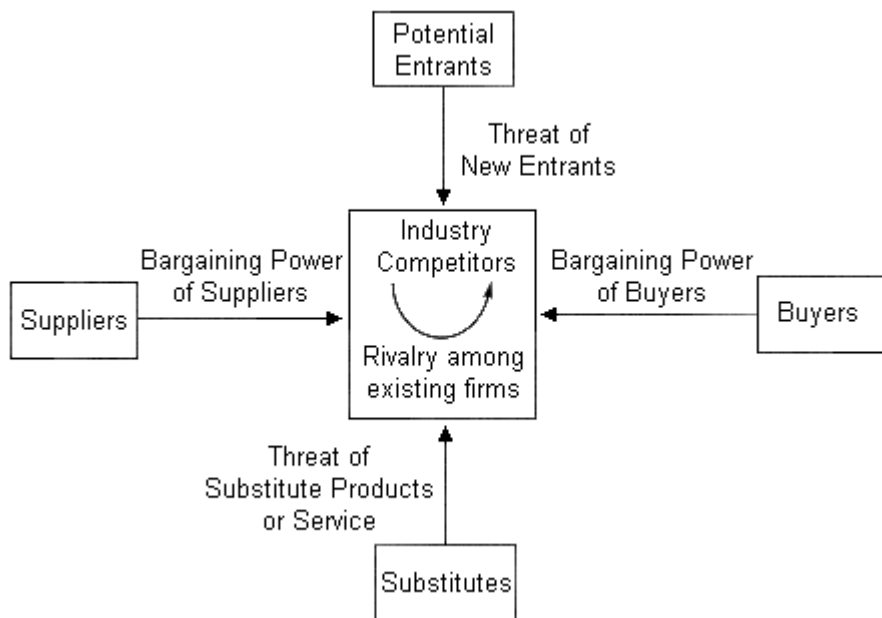 Potential
Entrants
Threat of
New Entrants
Industry
Competitors
Bargaining Power
of Suppliers
Bargaining Power
of Buyers
Suppliers
Buyers
Rivalry among
existing firms
Threat of
Substitute Products
or Service
Substitutes